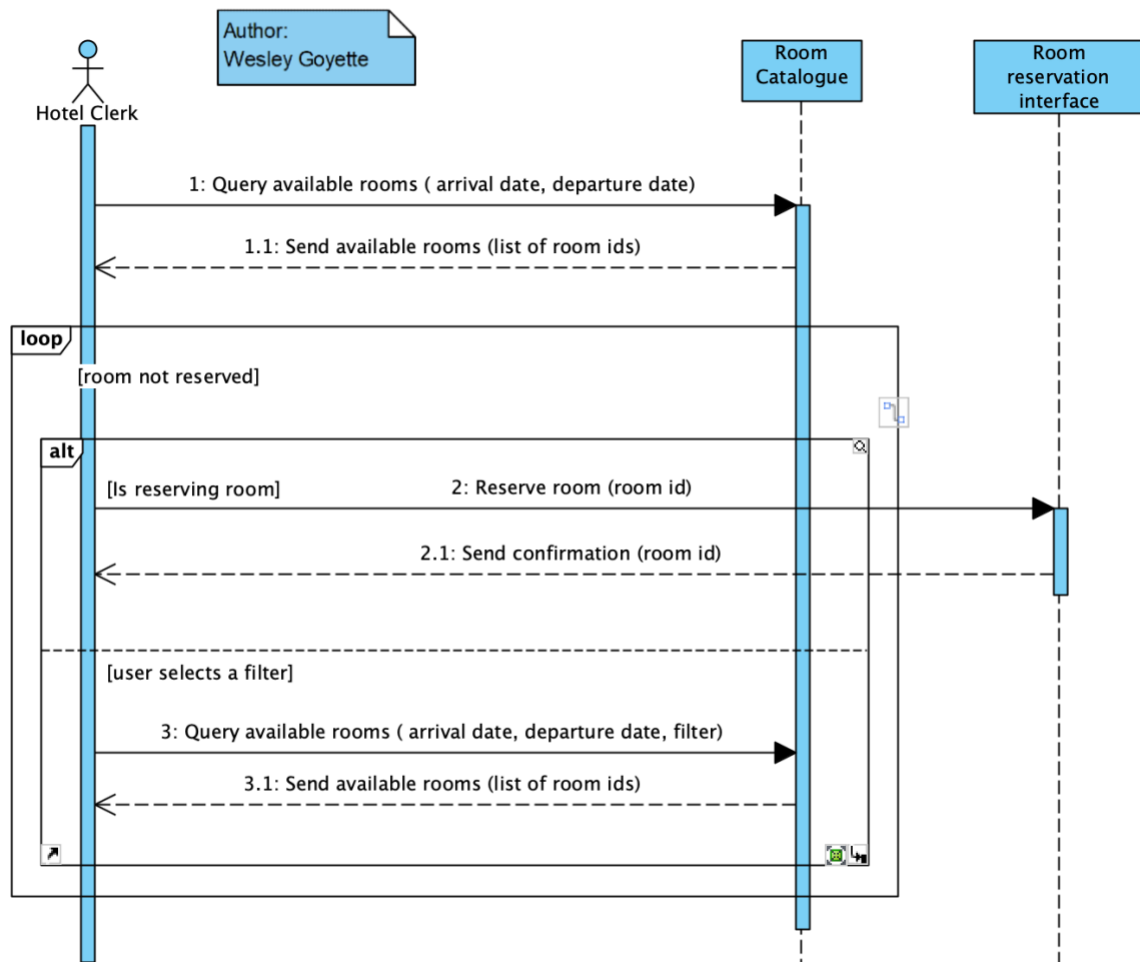 Author:
Wesley Goyette
Hotel Clerk
Room
Catalogue
Room
reservation
interface
1: Query available rooms ( arrival date, departure date)
1.1: Send available rooms (list of room ids)
loop
[room not reserved]
alt
[Is reserving room]
2: Reserve room (room id)
2.1: Send confirmation (room id)
[user selects a filter]
3: Query available rooms ( arrival date, departure date, filter)
3.1: Send available rooms (list of room ids)